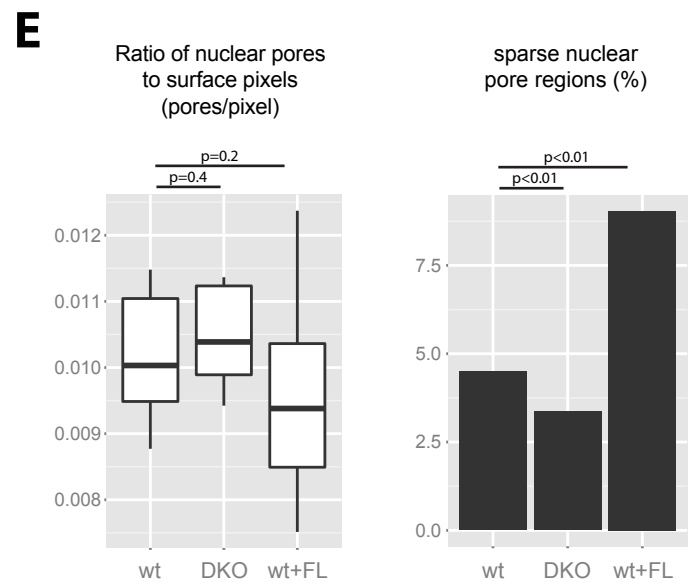 E
Ratio of nuclear pores
to surface pixels
(pores/pixel)
p=0.2
p=0.4
0.012
0.011
0.010
0.009
0.008
wt DKO wt+FL
sparse nuclear
pore regions (%)
p<0.01
p<0.01
7.5
5.0
2.5
0.0
wt DKO wt+FL